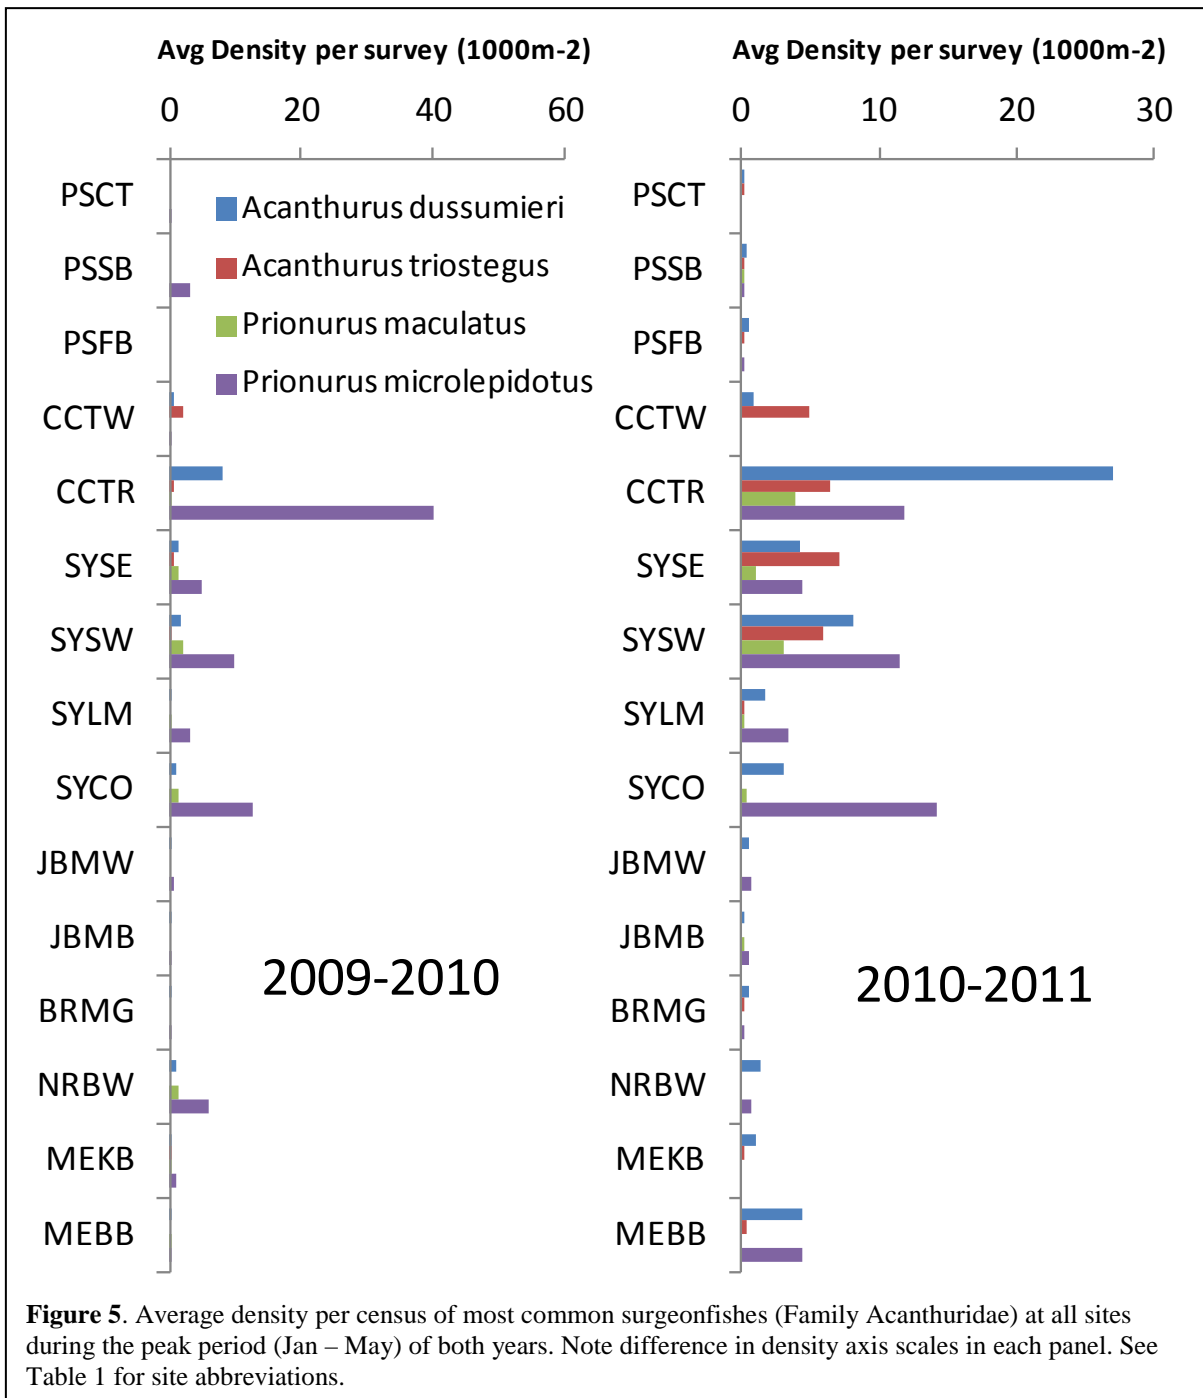 Avg Density per survey (1000m-2)
0 20 40 60
PSCT
PSSB
PSFB
CCTW
CCTR
SYSE
SYSW
SYLM
SYCO
JBMW
JBMB
BRMG
NRBW
MEKB
MEBB
Acanthurus dussumieri
Acanthurus triostegus
Prionurus maculatus
Prionurus microlepidotus
2009-2010
Avg Density per survey (1000m-2)
0 10 20 30
PSCT
PSSB
PSFB
CCTW
CCTR
SYSE
SYSW
SYLM
SYCO
JBMW
JBMB
BRMG
NRBW
MEKB
MEBB
2010-2011
Figure 5. Average density per census of most common surgeonfishes (Family Acanthuridae) at all sites
during the peak period (Jan – May) of both years. Note difference in density axis scales in each panel. See
Table 1 for site abbreviations.